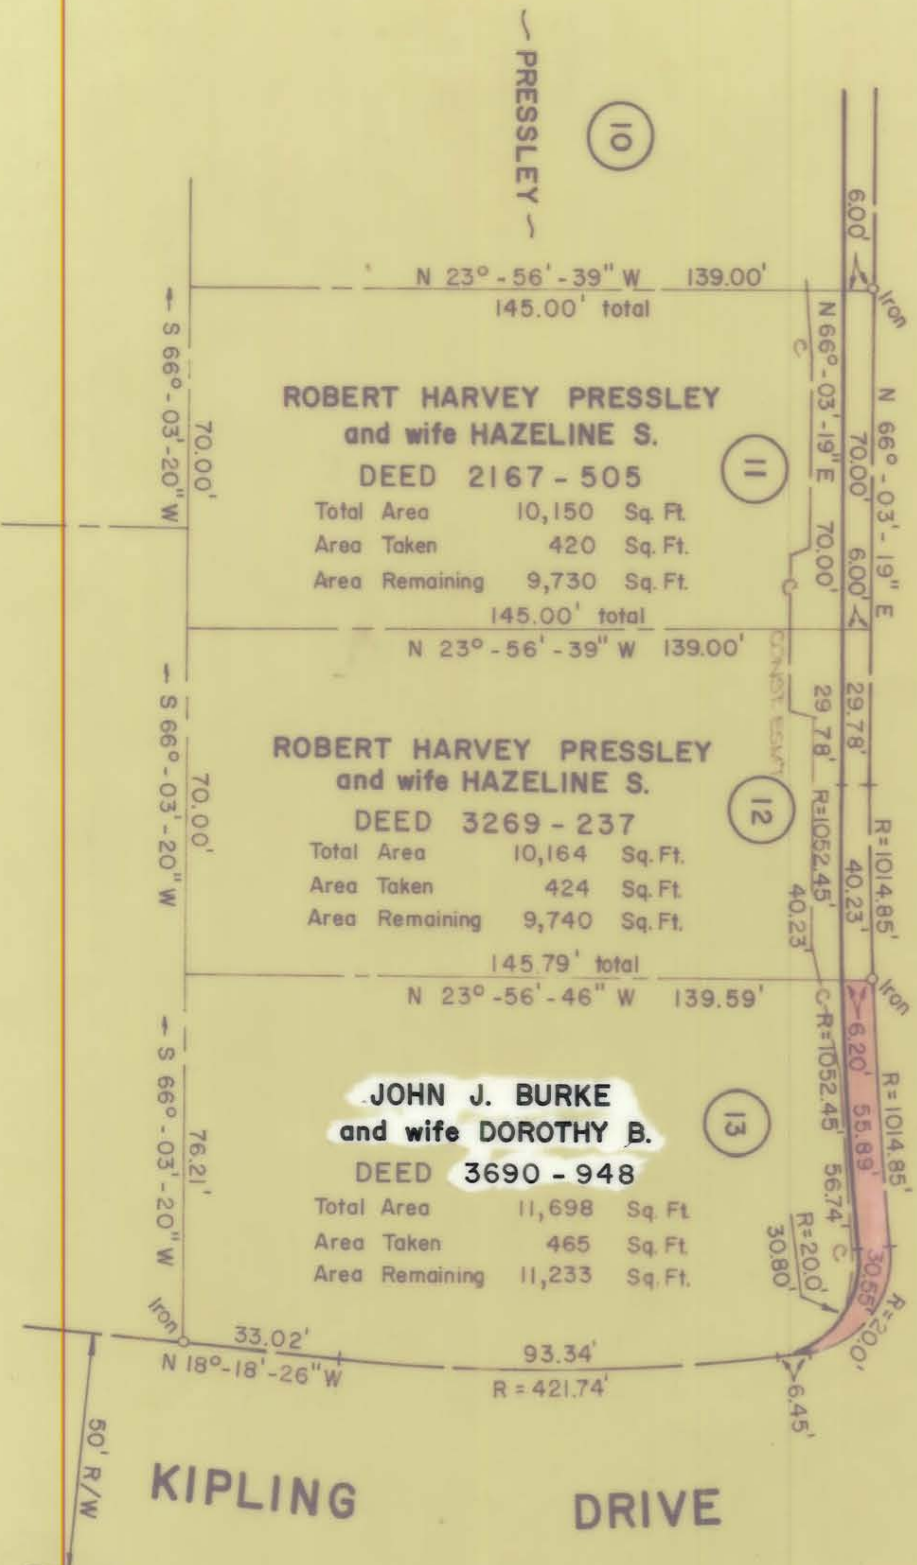 ~ PRESSLEY ~
10
6.00'
Iron
N 23° - 56' - 39" W 139.00'
145.00' total
N 66° - 03' - 19" E
70.00'
N 66° - 03' - 19" E 70.00'
C
C
6.00'
ROBERT HARVEY PRESSLEY
and wife HAZELINE S.
DEED 2167 - 505
11
Total Area 10,150 Sq. Ft.
Area Taken 420 Sq. Ft.
Area Remaining 9,730 Sq. Ft.
70.00'
← S 66° - 03' - 20" W
145.00' total
N 23° - 56' - 39" W 139.00'
CONST. ESMT.
29.78'
29.78'
ROBERT HARVEY PRESSLEY
and wife HAZELINE S.
DEED 3269 - 237
12
Total Area 10,164 Sq. Ft.
Area Taken 424 Sq. Ft.
Area Remaining 9,740 Sq. Ft.
70.00'
← S 66° - 03' - 20" W
R=1014.85'
40.23'
R=1052.45'
40.23'
145.79' total
N 23° - 56' - 46" W 139.59'
Iron
6.20'
R=1014.85'
55.89'
C
R=1052.45'
56.74'
C
JOHN J. BURKE
and wife DOROTHY B.
DEED 3690 - 948
13
Total Area 11,698 Sq. Ft.
Area Taken 465 Sq. Ft.
Area Remaining 11,233 Sq. Ft.
76.21'
← S 66° - 03' - 20" W
R=20.0'
30.80'
30.55'
R=20.0'
Iron
33.02'
N 18° - 18' - 26" W
93.34'
R = 421.74'
6.45'
50' R/W
KIPLING DRIVE